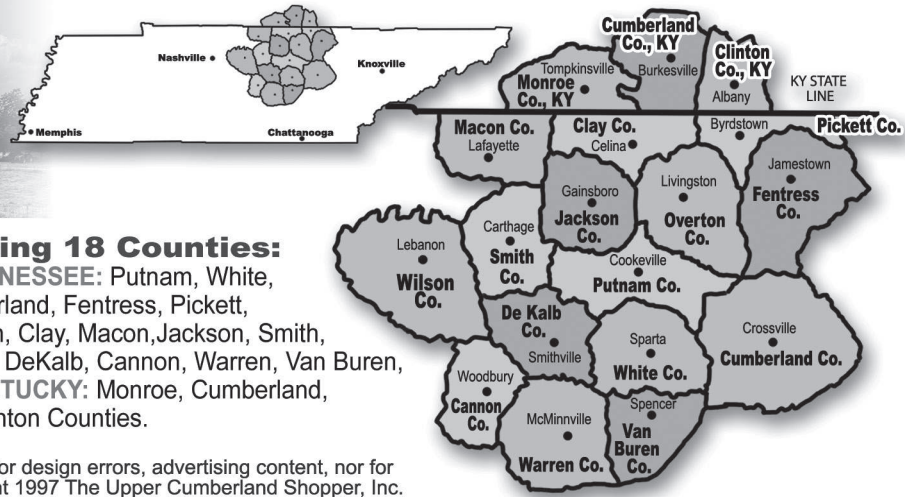 Nashville
Knoxville
Memphis
Chattanooga
Cumberland
Co., KY
Burkesville
Clinton
Co., KY
Albany
Tompkinsville
Monroe
Co., KY
KY STATE
LINE
Macon Co.
Lafayette
Clay Co.
Celina
Byrdstown
Pickett Co.
Jamestown
Fentress
Co.
Gainsboro
Jackson
Co.
Livingston
Overton
Co.
Lebanon
Wilson
Co.
Carthage
Smith
Co.
Cookeville
Putnam Co.
De Kalb
Co.
Smithville
Sparta
White Co.
Crossville
Cumberland Co.
Woodbury
Cannon
Co.
McMinnville
Warren Co.
Spencer
Van
Buren
Co.
ing 18 Counties:
NNESSEE: Putnam, White,
erland, Fentress, Pickett,
n, Clay, Macon,Jackson, Smith,
DeKalb, Cannon, Warren, Van Buren,
TUCKY: Monroe, Cumberland,
nton Counties.
or design errors, advertising content, nor for
nt 1997 The Upper Cumberland Shopper, Inc.